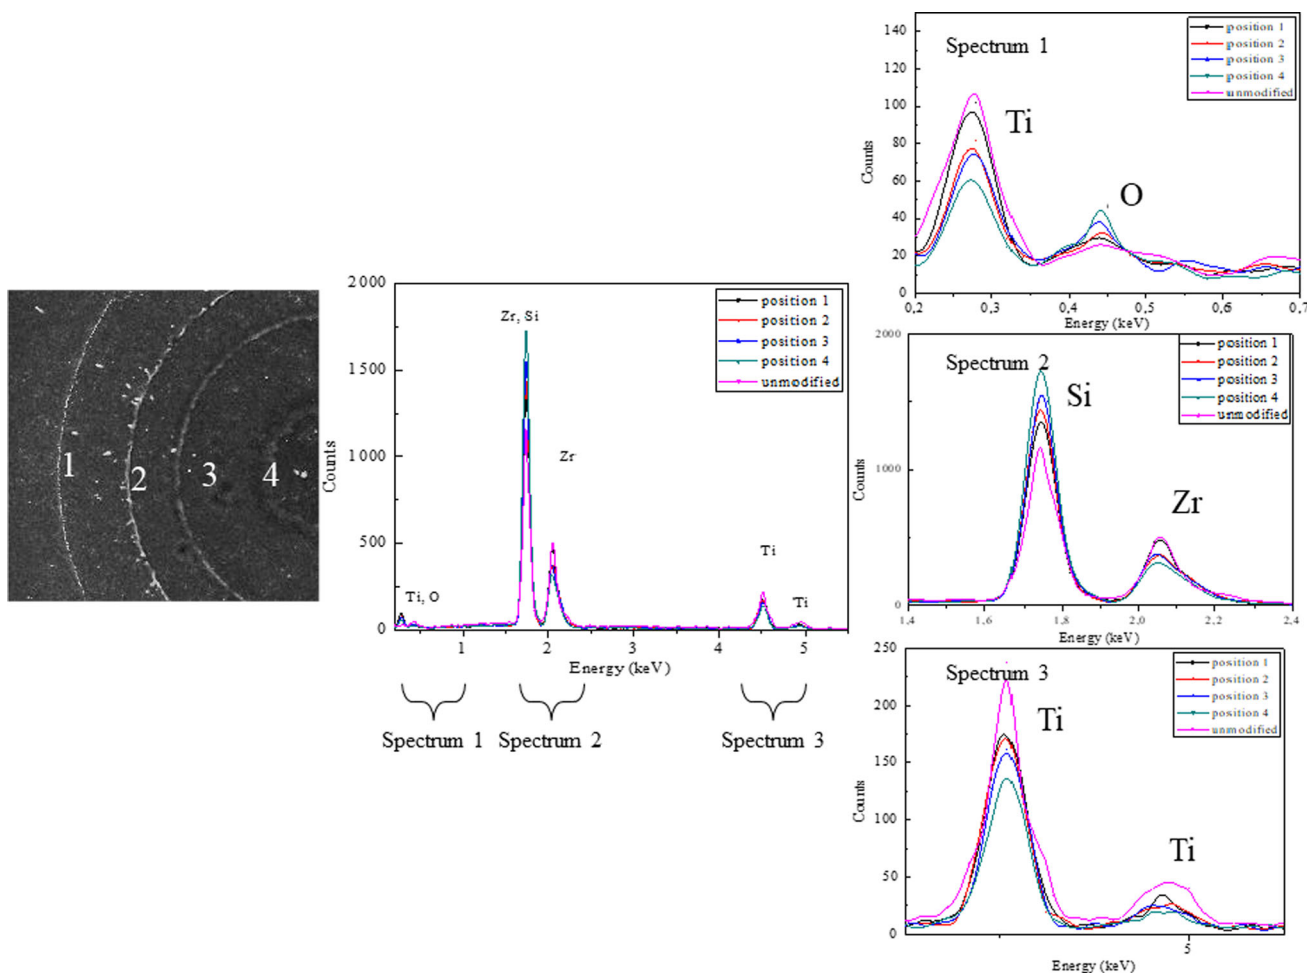 1
2
3
4
2 000
1 500
1 000
500
0
Counts
Zr, Si
Zr
Ti, O
Ti
Ti
position 1
position 2
position 3
position 4
unmodified
1
2
3
4
5
Energy (keV)
Spectrum 1
Spectrum 2
Spectrum 3
140
120
100
80
60
40
20
0
Counts
Spectrum 1
Ti
O
position 1
position 2
position 3
position 4
unmodified
0,2
0,3
0,4
0,5
0,6
0,7
Energy (keV)
2000
1000
0
Counts
Spectrum 2
Si
Zr
position 1
position 2
position 3
position 4
unmodified
1,4
1,6
1,8
2,0
2,2
2,4
Energy (keV)
250
200
150
100
50
0
Counts
Spectrum 3
Ti
Ti
position 1
position 2
position 3
position 4
unmodified
5
Energy (keV)